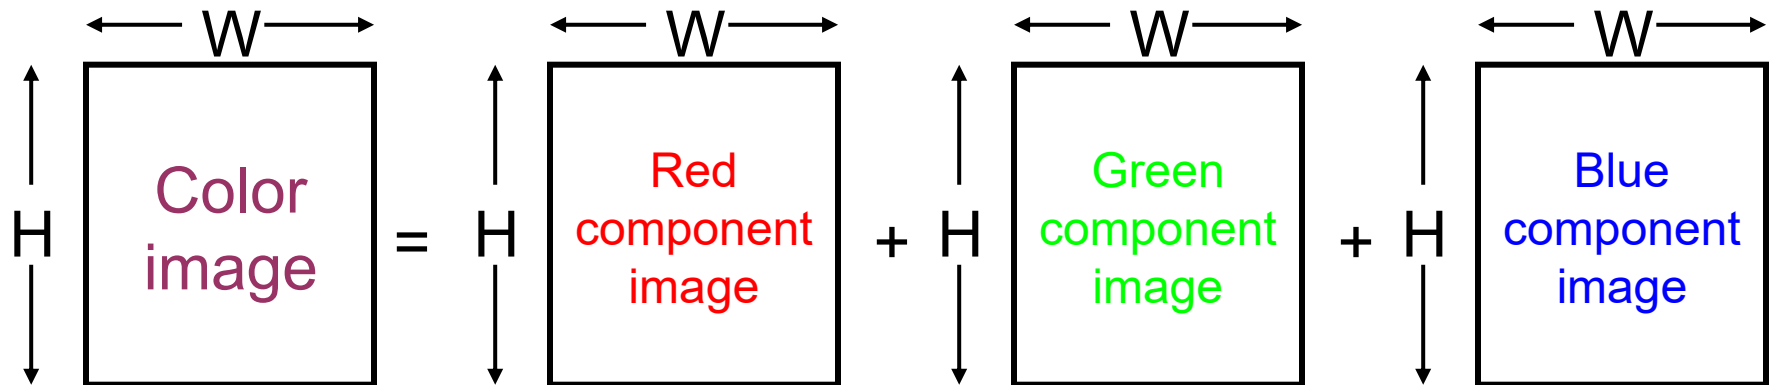 W W W W
H Color image = H Red component image + H Green component image + H Blue component image